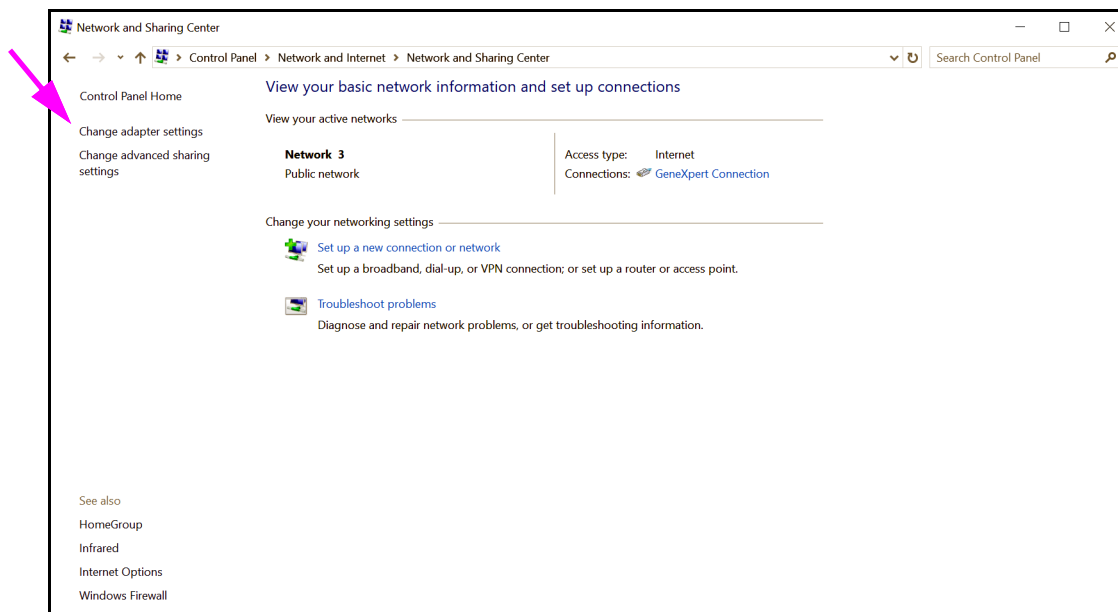 Network and Sharing Center
Control Panel > Network and Internet > Network and Sharing Center
Search Control Panel
Control Panel Home
Change adapter settings
Change advanced sharing
settings
View your basic network information and set up connections
View your active networks
Network 3
Public network
Access type: Internet
Connections: GeneXpert Connection
Change your networking settings
Set up a new connection or network
Set up a broadband, dial-up, or VPN connection; or set up a router or access point.
Troubleshoot problems
Diagnose and repair network problems, or get troubleshooting information.
See also
HomeGroup
Infrared
Internet Options
Windows Firewall